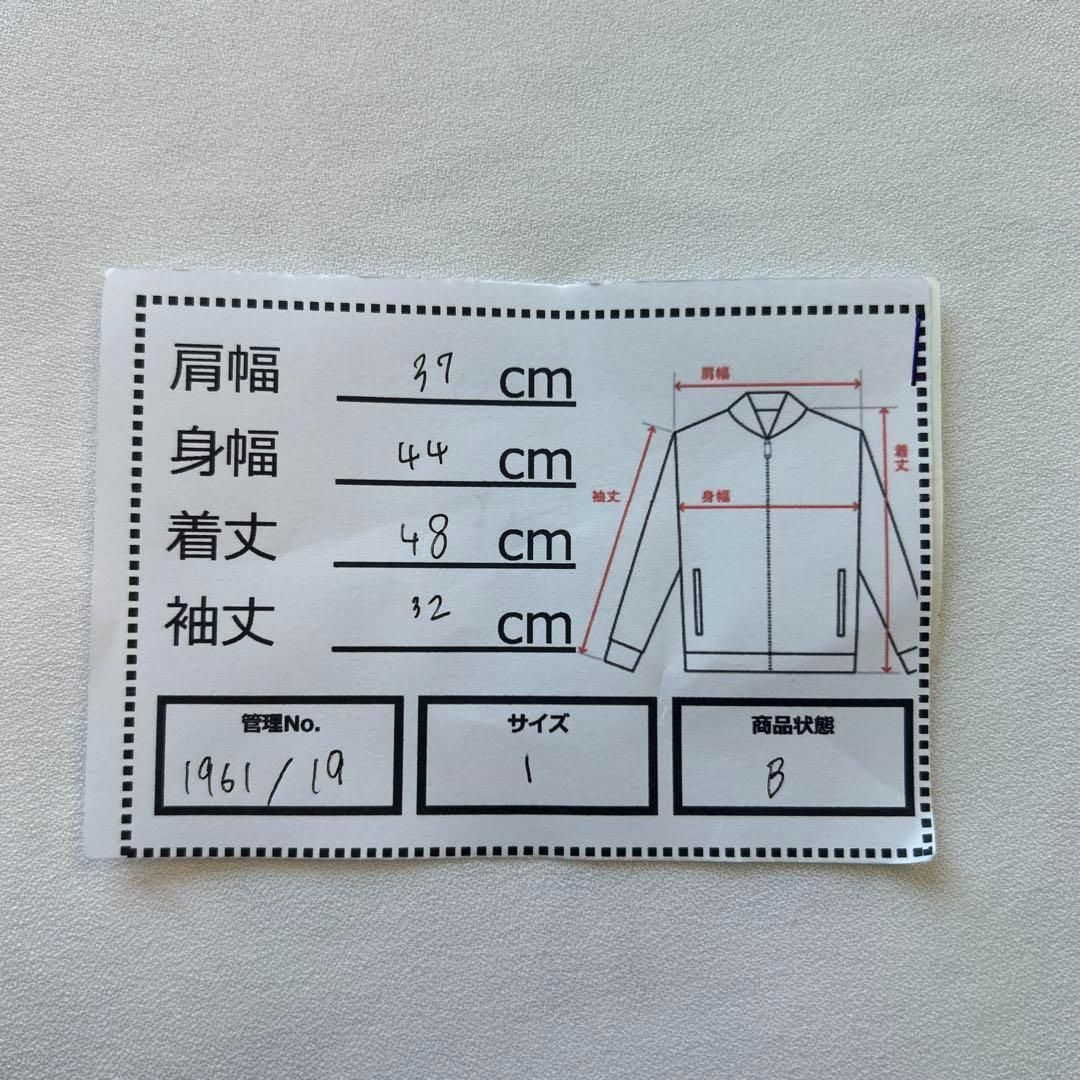 肩幅 37 cm
身幅 44 cm
着丈 48 cm
袖丈 32 cm
肩幅
着丈
袖丈
身幅
管理No.
1961/19
サイズ
1
商品状態
B